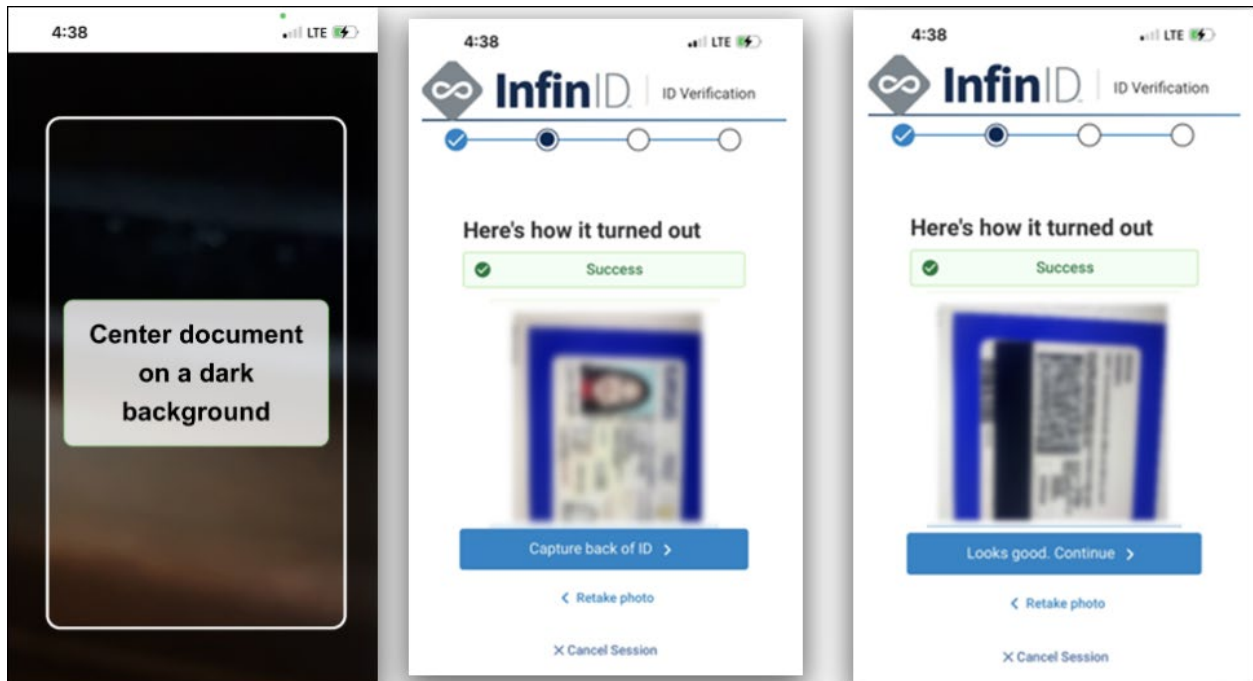 4:38
LTE
Center document
on a dark
background
4:38
LTE
InfinID
ID Verification
Here's how it turned out
Success
Capture back of ID
Retake photo
Cancel Session
4:38
LTE
InfinID
ID Verification
Here's how it turned out
Success
Looks good. Continue
Retake photo
Cancel Session